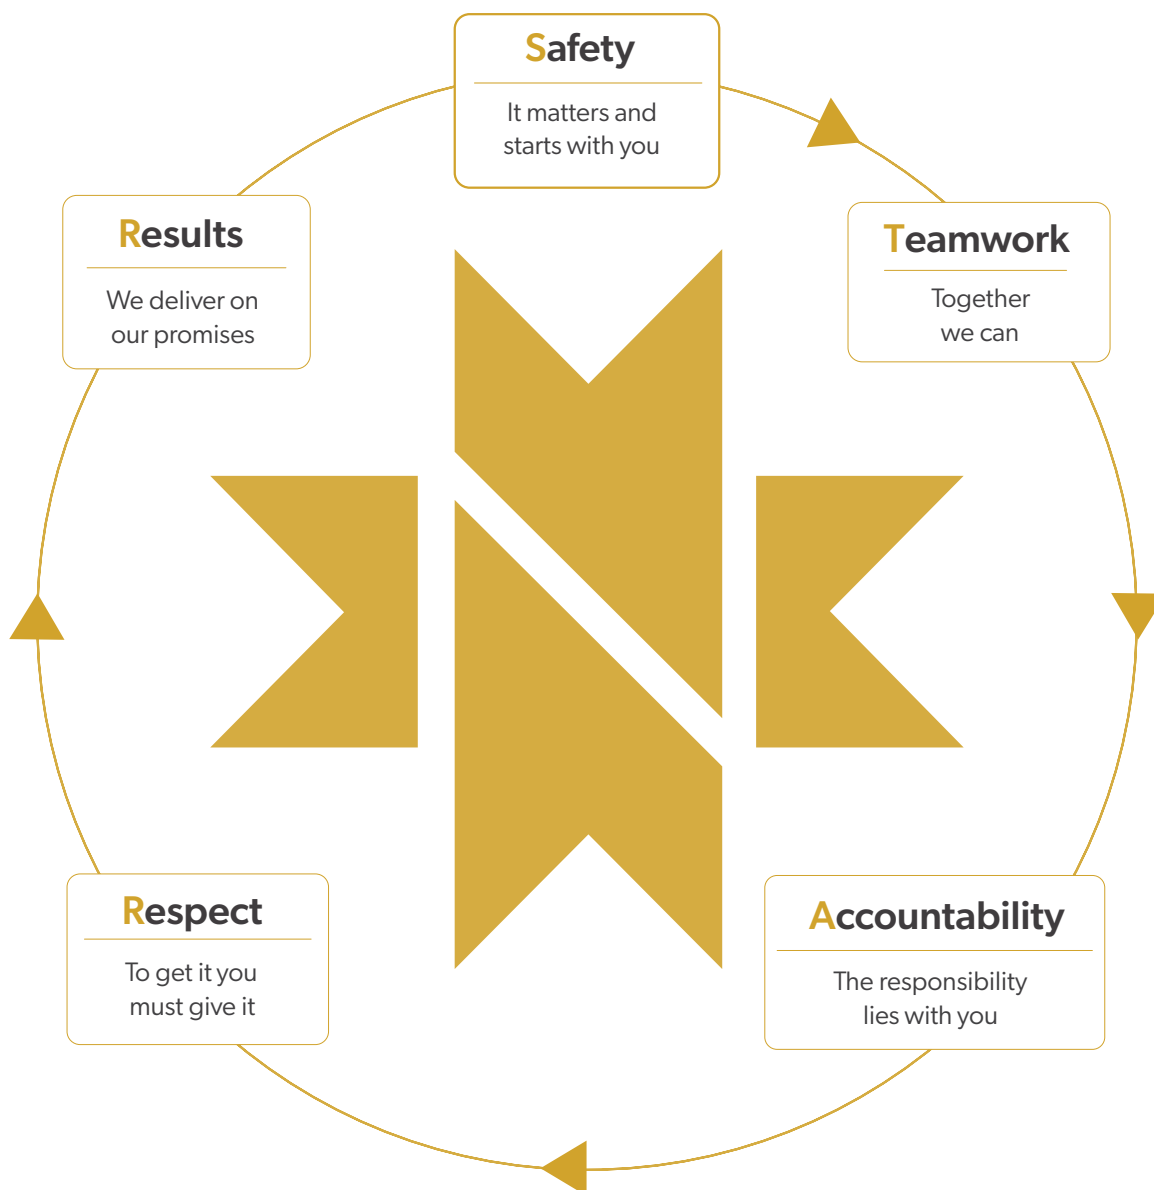 Safety
It matters and
starts with you
Teamwork
Together
we can
Accountability
The responsibility
lies with you
Respect
To get it you
must give it
Results
We deliver on
our promises